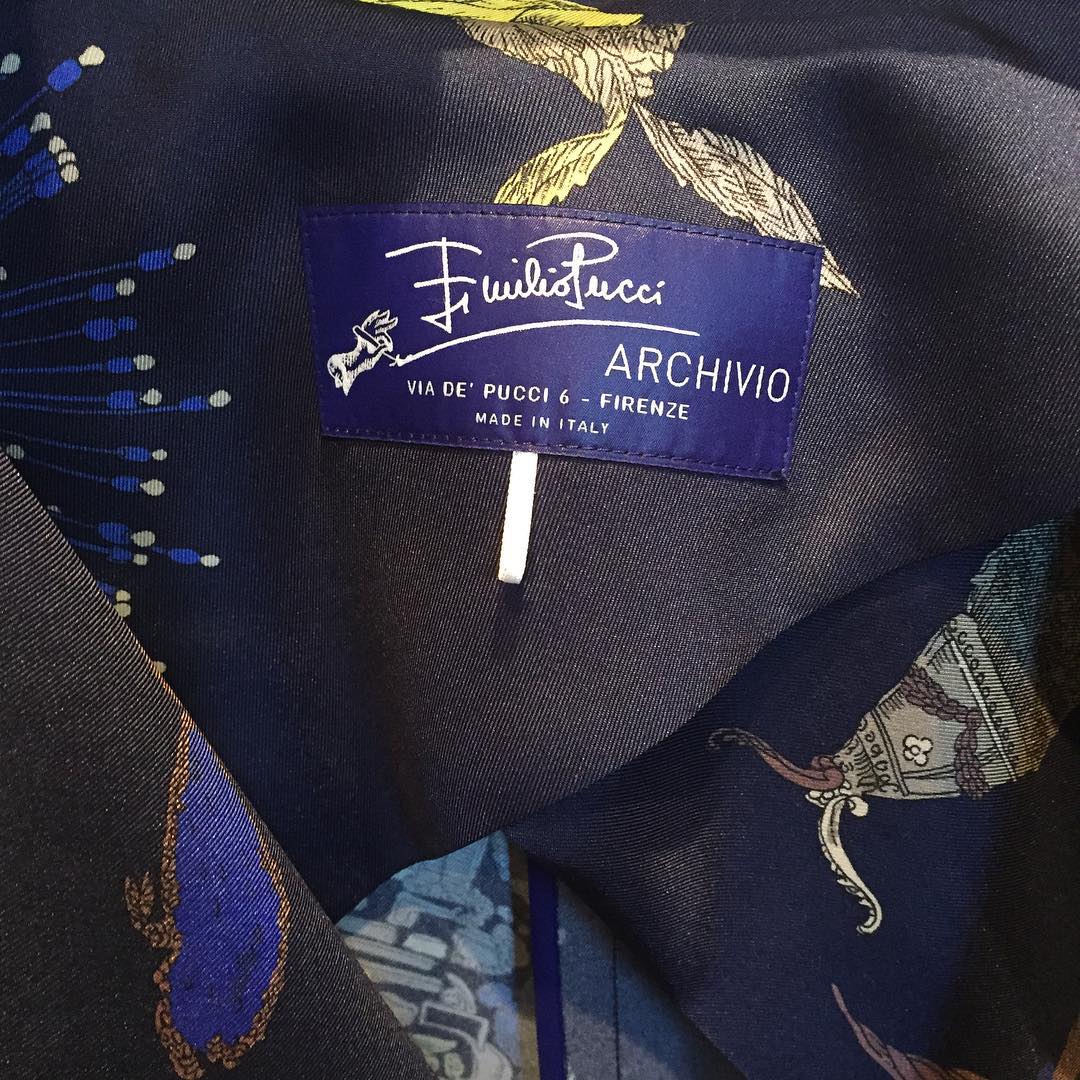 Emilio Pucci
ARCHIVIO
VIA DE' PUCCI 6 - FIRENZE
MADE IN ITALY